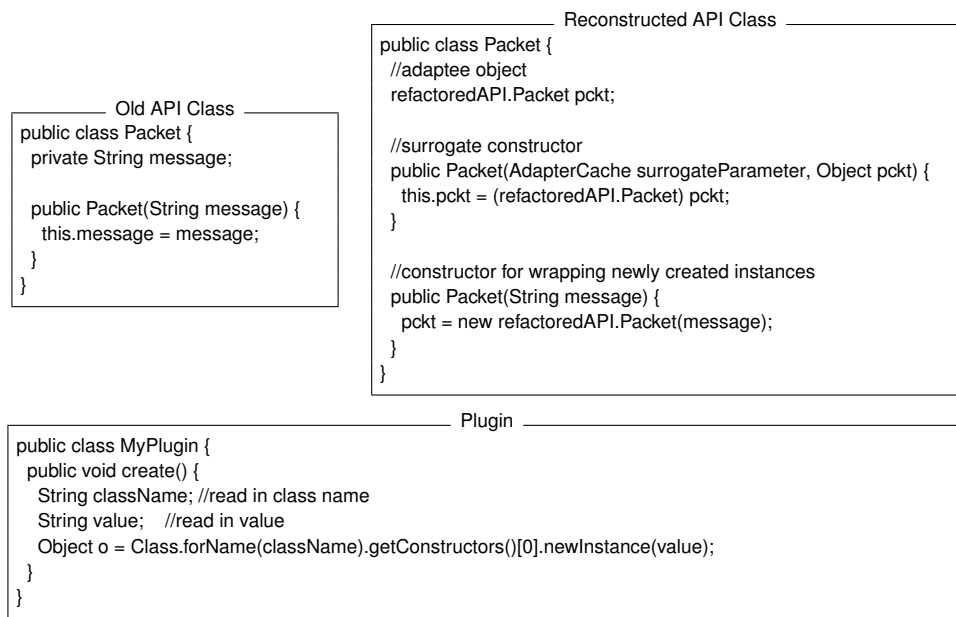 Old API Class
public class Packet {
private String message;
public Packet(String message) {
this.message = message;
}
}
Reconstructed API Class
public class Packet {
//adaptee object
refactoredAPI.Packet pckt;
//surrogate constructor
public Packet(AdapterCache surrogateParameter, Object pckt) {
this.pckt = (refactoredAPI.Packet) pckt;
}
//constructor for wrapping newly created instances
public Packet(String message) {
pckt = new refactoredAPI.Packet(message);
}
}
Plugin
public class MyPlugin {
public void create() {
String className; //read in class name
String value; //read in value
Object o = Class.forName(className).getConstructors()[0].newInstance(value);
}
}